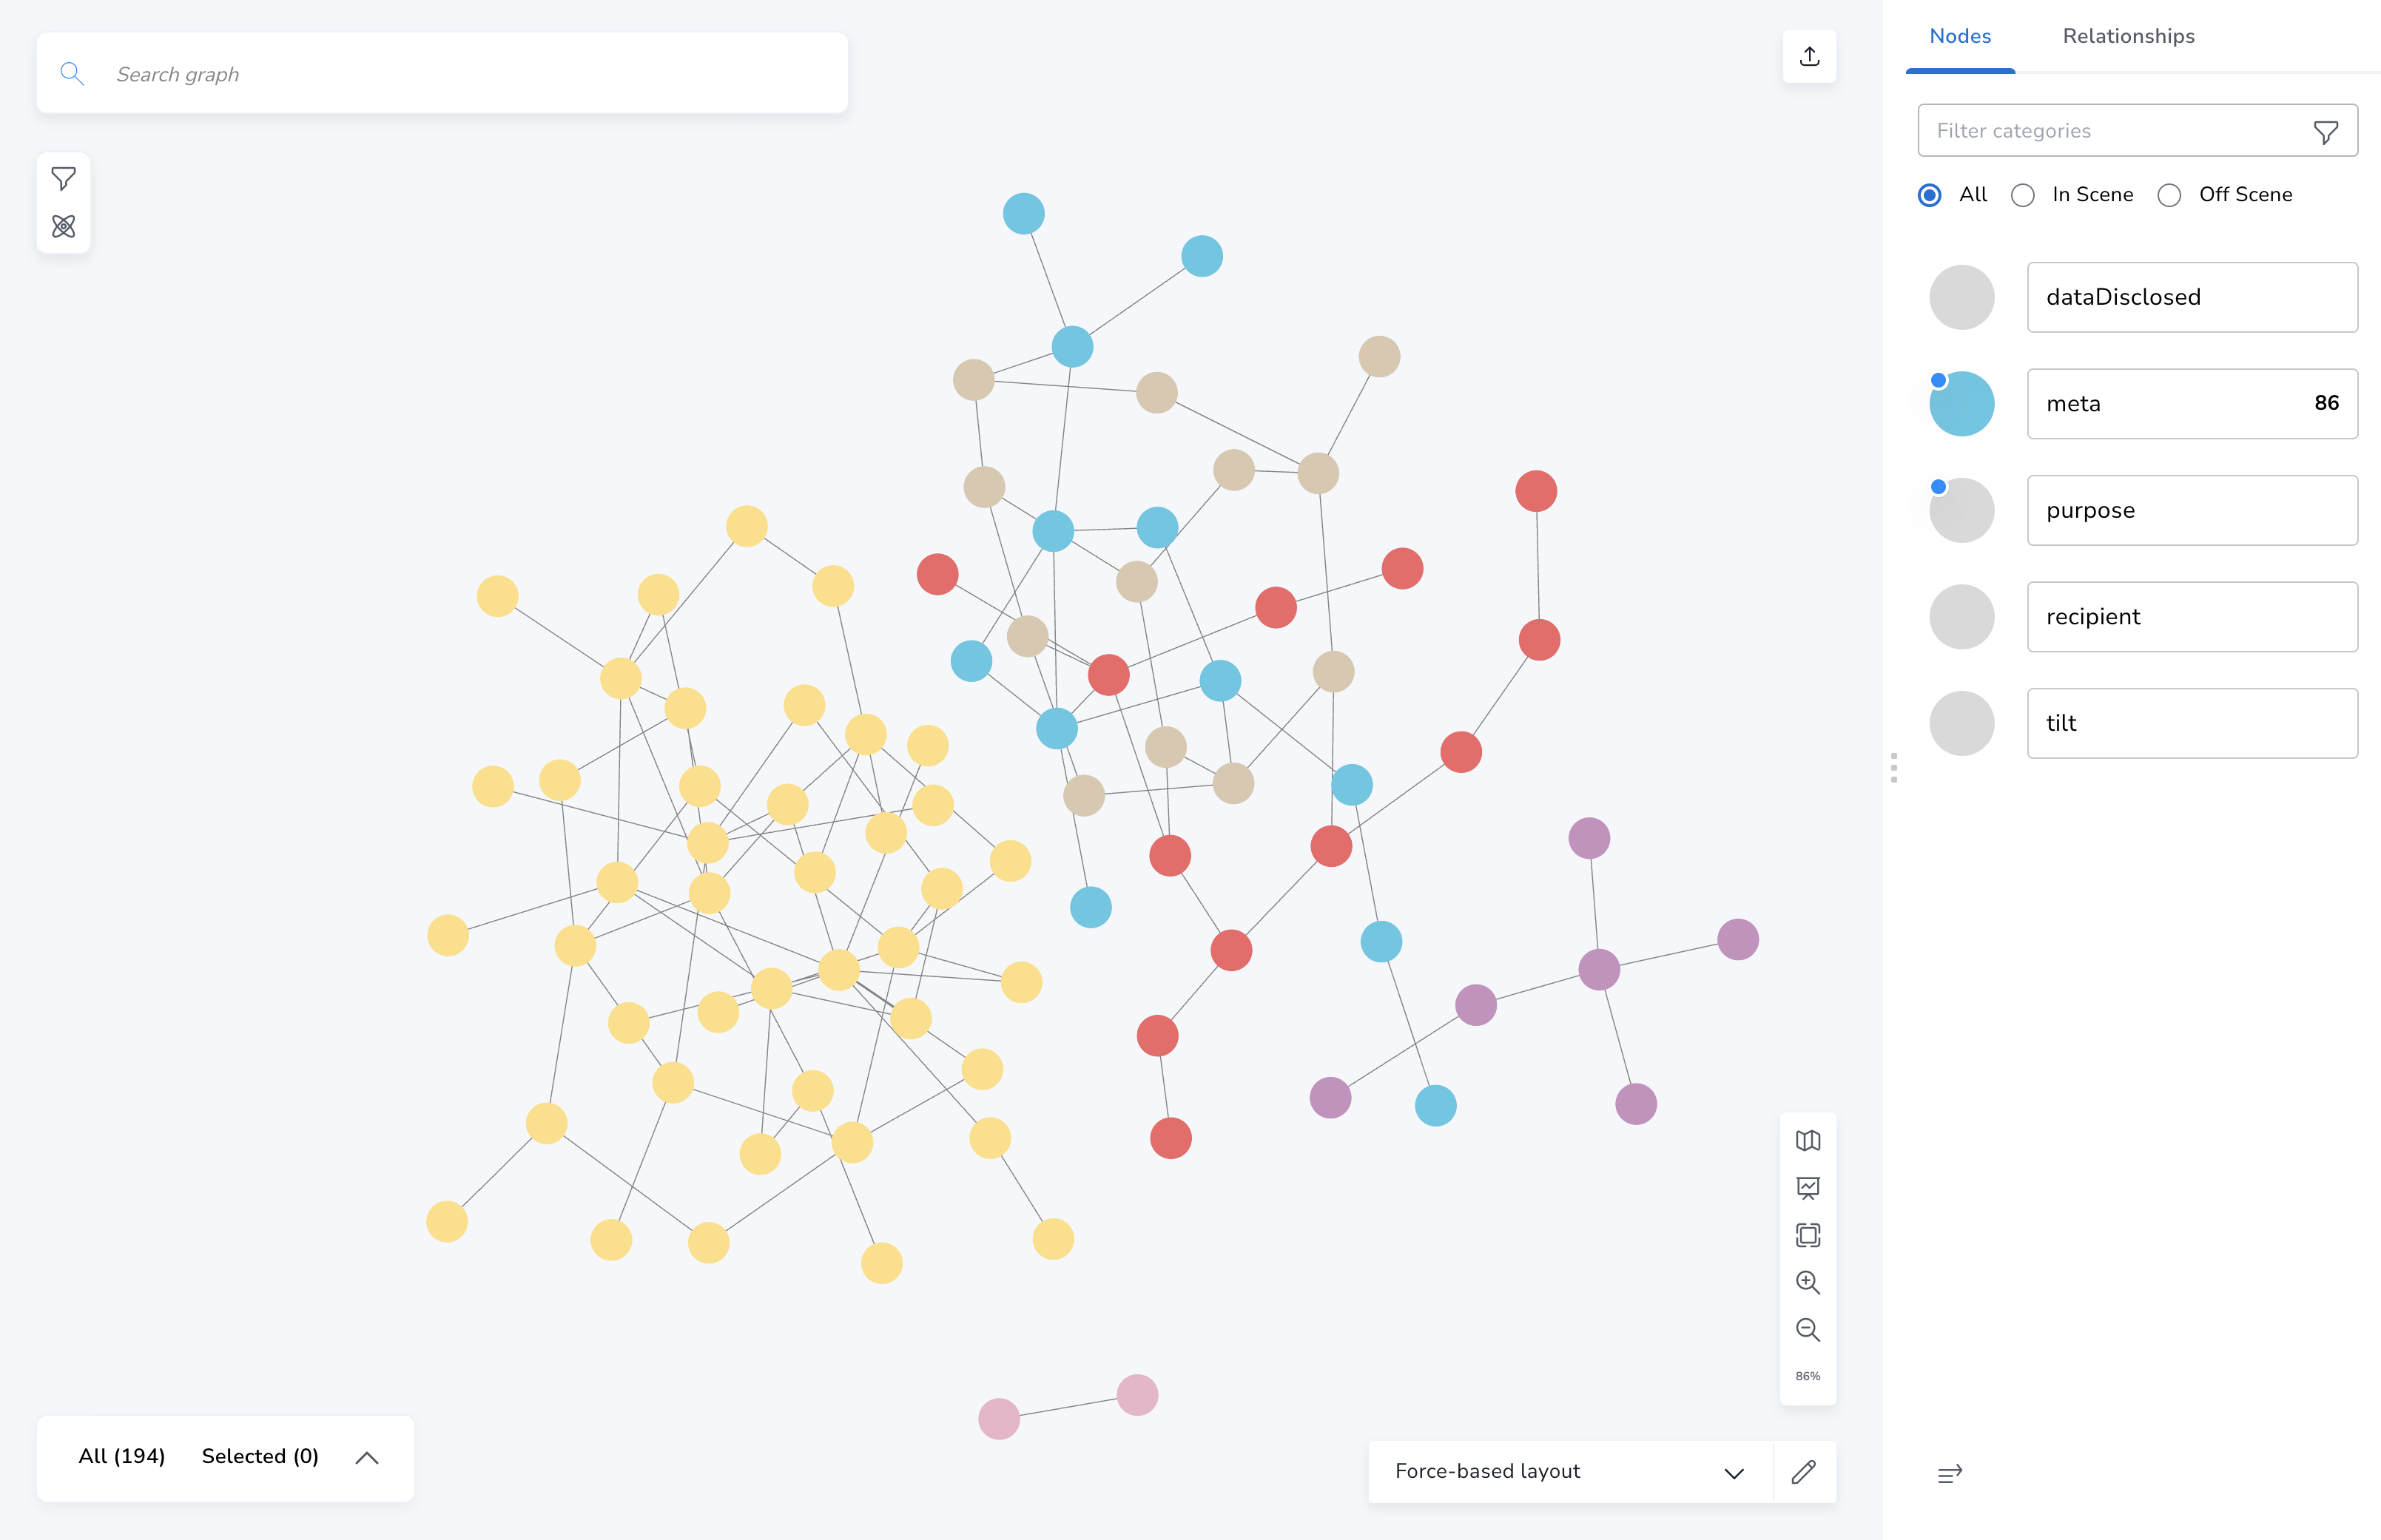 Search graph
Nodes Relationships
Filter categories
All In Scene Off Scene
dataDisclosed
meta 86
purpose
recipient
tilt
86%
All (194) Selected (0)
Force-based layout